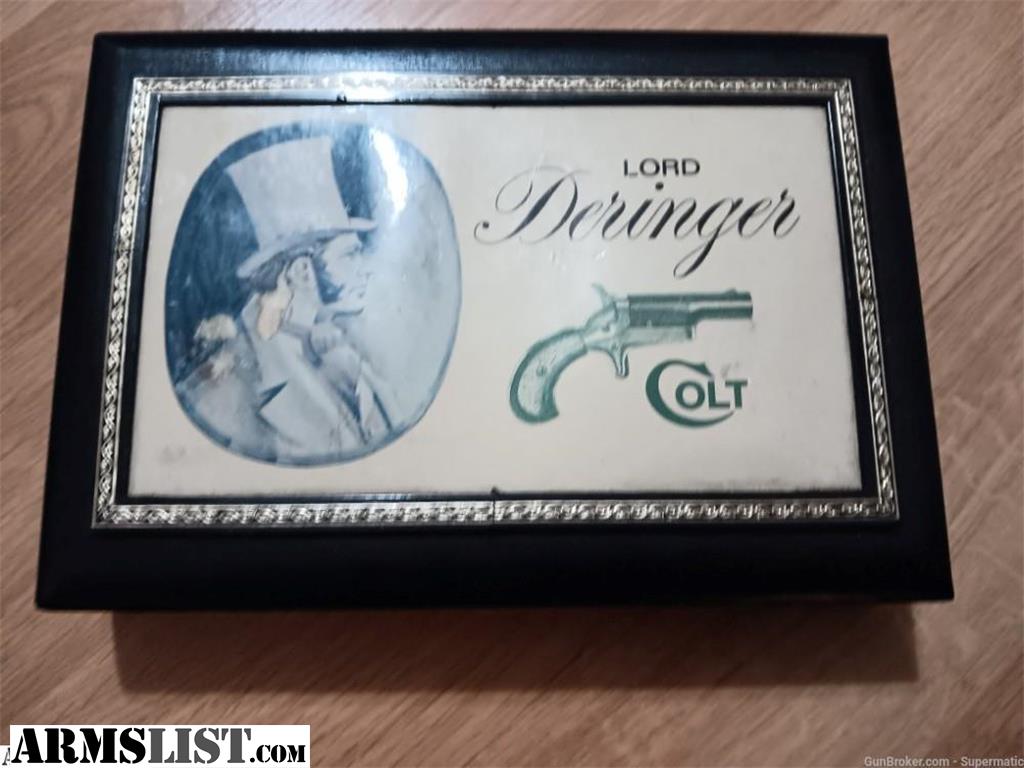 LORD
Deringer
COLT
ARMSLIST.COM
GunBroker.com - Supermatic